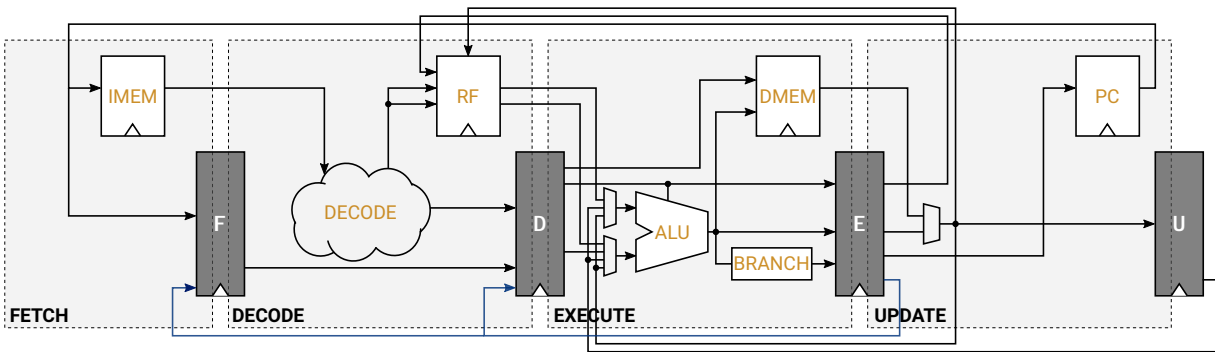 IMEM
RF
DMEM
PC
DECODE
F
D
ALU
E
U
BRANCH
FETCH
DECODE
EXECUTE
UPDATE